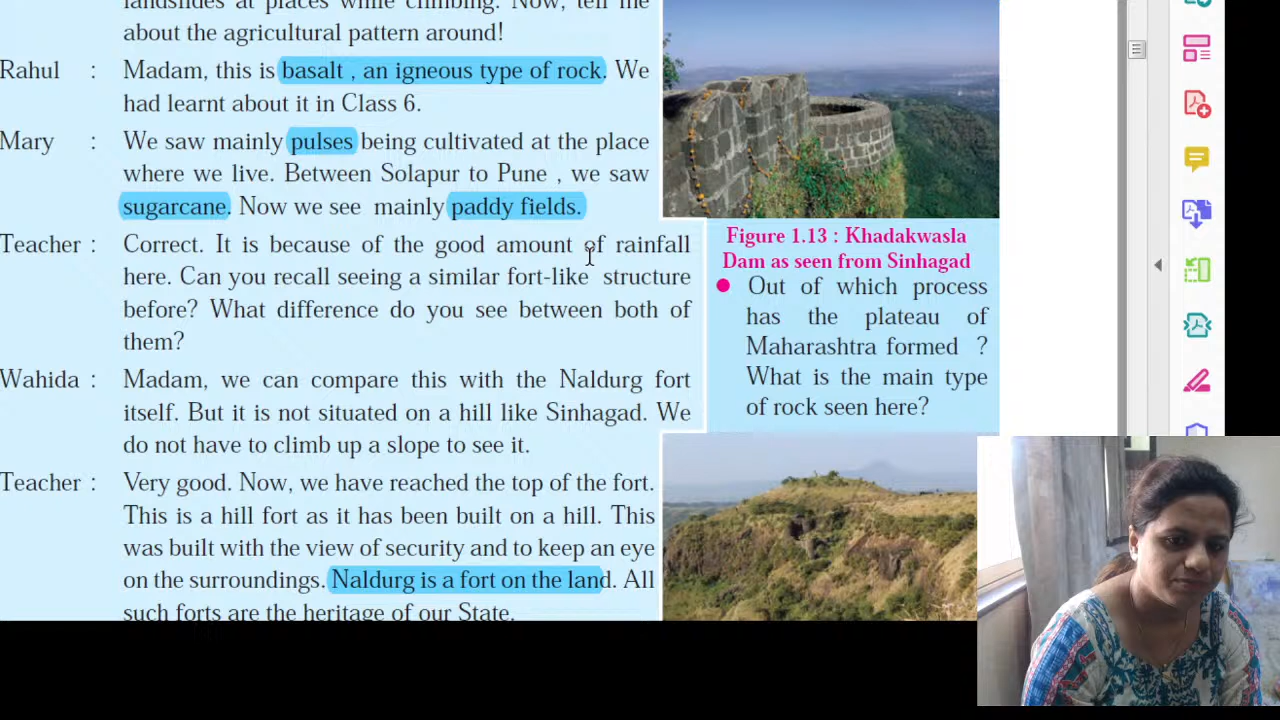 landslides at places while climbing. Now, tell me
about the agricultural pattern around!
Rahul : Madam, this is basalt , an igneous type of rock. We
had learnt about it in Class 6.
Mary : We saw mainly pulses being cultivated at the place
where we live. Between Solapur to Pune , we saw
sugarcane. Now we see mainly paddy fields.
Teacher : Correct. It is because of the good amount of rainfall
here. Can you recall seeing a similar fort-like structure
before? What difference do you see between both of
them?
Wahida : Madam, we can compare this with the Naldurg fort
itself. But it is not situated on a hill like Sinhagad. We
do not have to climb up a slope to see it.
Teacher : Very good. Now, we have reached the top of the fort.
This is a hill fort as it has been built on a hill. This
was built with the view of security and to keep an eye
on the surroundings. Naldurg is a fort on the land. All
such forts are the heritage of our State.
Figure 1.13 : Khadakwasla
Dam as seen from Sinhagad
● Out of which process
has the plateau of
Maharashtra formed ?
What is the main type
of rock seen here?